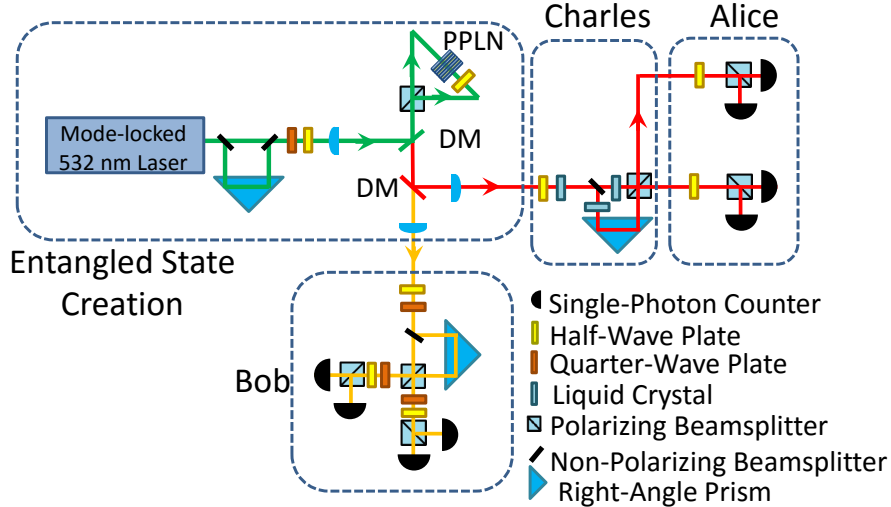 Charles
Alice
PPLN
Mode-locked
532 nm Laser
DM
DM
Entangled State
Creation
Bob
Single-Photon Counter
Half-Wave Plate
Quarter-Wave Plate
Liquid Crystal
Polarizing Beamsplitter
Non-Polarizing Beamsplitter
Right-Angle Prism